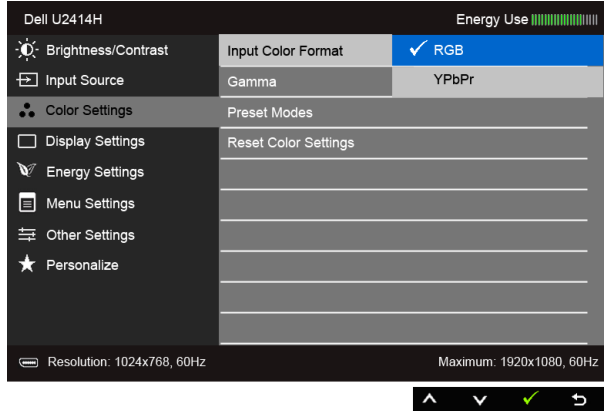 Dell U2414H Energy Use
Brightness/Contrast Input Color Format RGB
Input Source Gamma YPbPr
Color Settings Preset Modes
Display Settings Reset Color Settings
Energy Settings
Menu Settings
Other Settings
Personalize
Resolution: 1024x768, 60Hz Maximum: 1920x1080, 60Hz